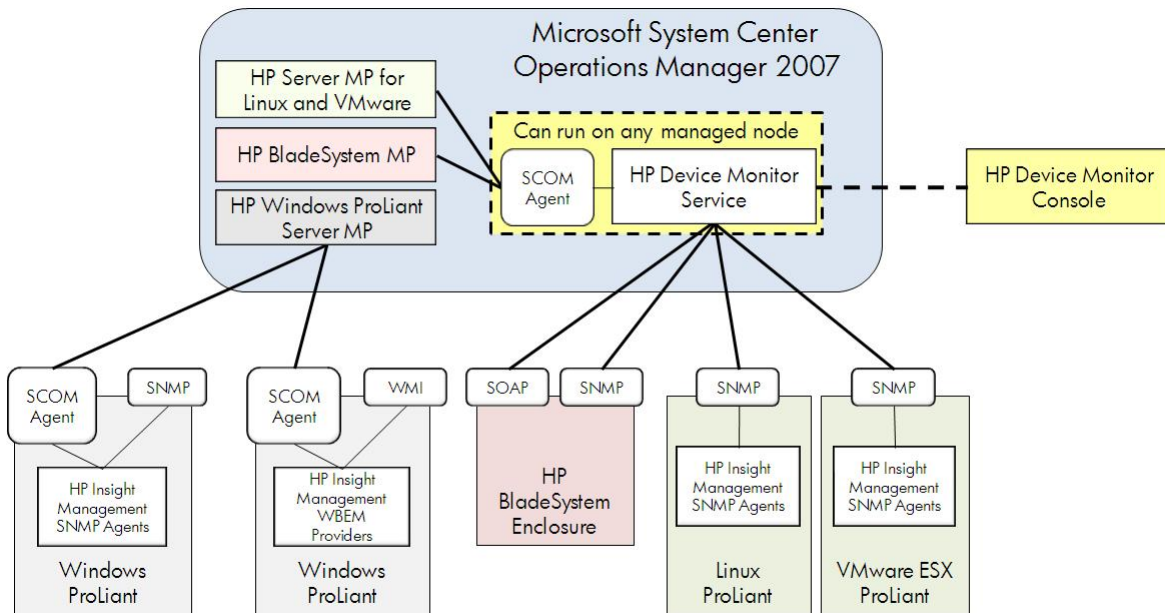 Microsoft System Center
Operations Manager 2007
HP Server MP for
Linux and VMware
HP BladeSystem MP
HP Windows ProLiant
Server MP
Can run on any managed node
SCOM
Agent
HP Device Monitor
Service
HP Device Monitor
Console
SCOM
Agent
SNMP
HP Insight
Management
SNMP Agents
Windows
ProLiant
SCOM
Agent
WMI
HP Insight
Management
WBEM
Providers
Windows
ProLiant
SOAP
SNMP
HP
BladeSystem
Enclosure
SNMP
HP Insight
Management
SNMP Agents
Linux
ProLiant
SNMP
HP Insight
Management
SNMP Agents
VMware ESX
ProLiant